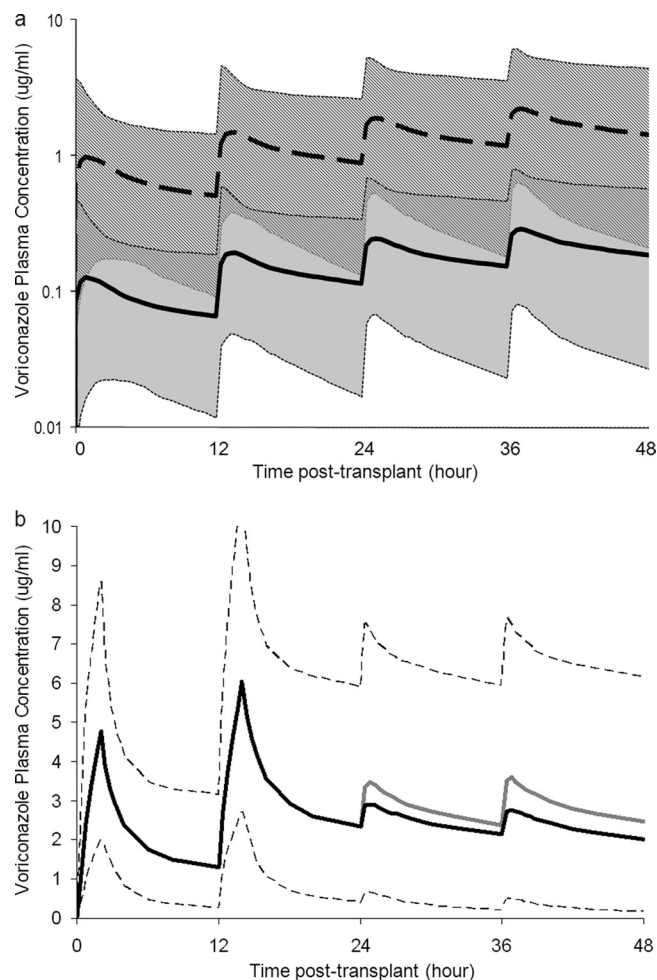 a
Voriconazole Plasma Concentration (ug/ml)
10
1
0.1
0.01
0 12 24 36 48
Time post-transplant (hour)
b
Voriconazole Plasma Concentration (ug/ml)
10
9
8
7
6
5
4
3
2
1
0
0 12 24 36 48
Time post-transplant (hour)